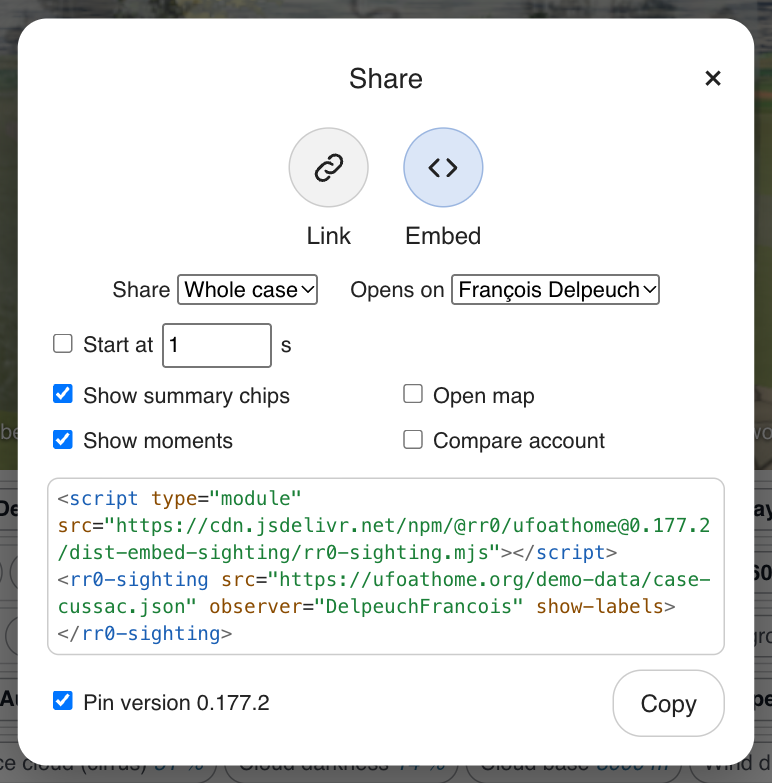 Share
Link Embed
Share Whole case Opens on François Delpeuch
Start at 1 s
Show summary chips Open map
Show moments Compare account
<script type="module"
src="https://cdn.jsdelivr.net/npm/@rr0/ufoathome@0.177.2
/dist-embed-sighting/rr0-sighting.mjs"></script>
<rr0-sighting src="https://ufoathome.org/demo-data/case-
cussac.json" observer="DelpeuchFrancois" show-labels>
</rr0-sighting>
Pin version 0.177.2
Copy